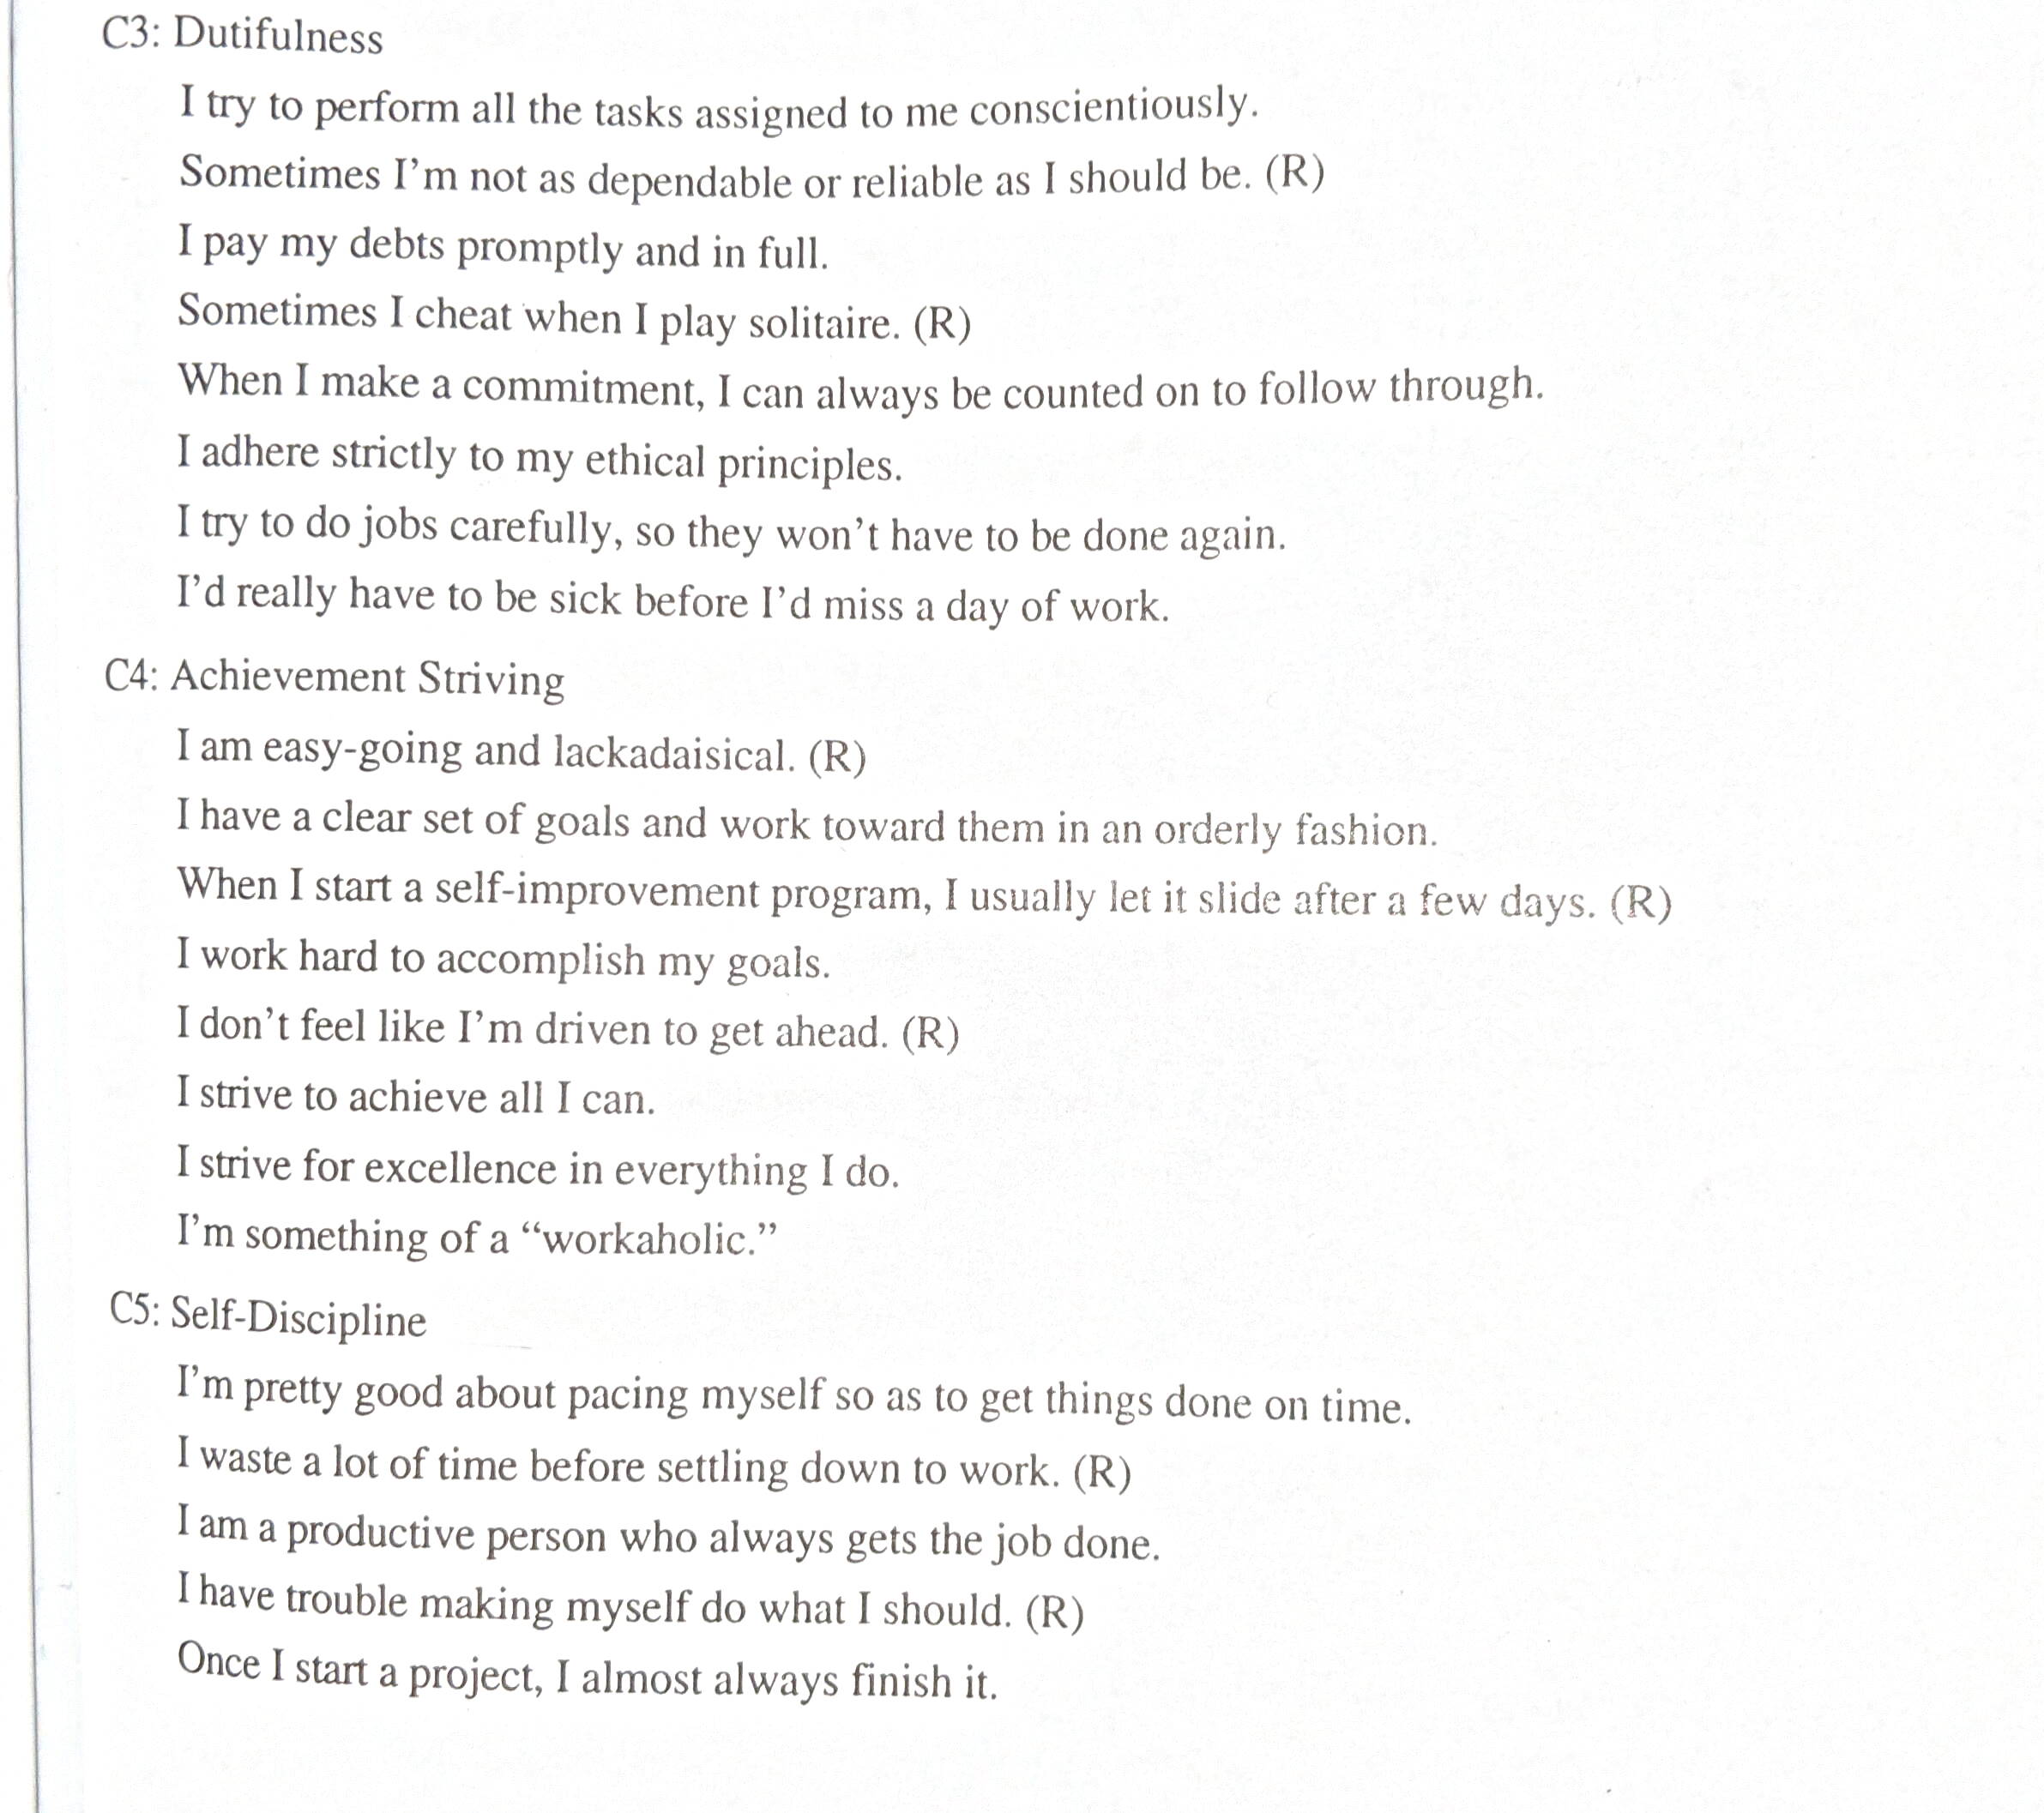 C3: Dutifulness
I try to perform all the tasks assigned to me conscientiously.
Sometimes I'm not as dependable or reliable as I should be. (R)
I pay my debts promptly and in full.
Sometimes I cheat when I play solitaire. (R)
When I make a commitment, I can always be counted on to follow through.
I adhere strictly to my ethical principles.
I try to do jobs carefully, so they won't have to be done again.
I'd really have to be sick before I'd miss a day of work.
C4: Achievement Striving
I am easy-going and lackadaisical. (R)
I have a clear set of goals and work toward them in an orderly fashion.
When I start a self-improvement program, I usually let it slide after a few days. (R)
I work hard to accomplish my goals.
I don't feel like I'm driven to get ahead. (R)
I strive to achieve all I can.
I strive for excellence in everything I do.
I'm something of a “workaholic.”
C5: Self-Discipline
I'm pretty good about pacing myself so as to get things done on time.
I waste a lot of time before settling down to work. (R)
I am a productive person who always gets the job done.
I have trouble making myself do what I should. (R)
Once I start a project, I almost always finish it.